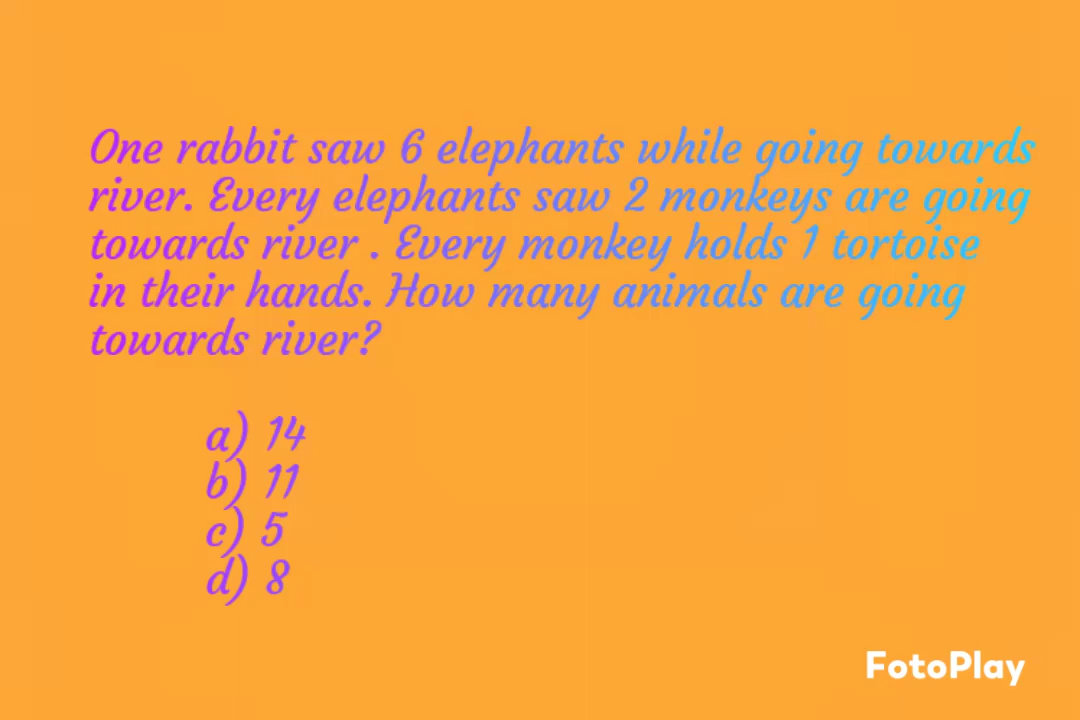 One rabbit saw 6 elephants while going towards
river. Every elephants saw 2 monkeys are going
towards river . Every monkey holds 1 tortoise
in their hands. How many animals are going
towards river?
a) 14
b) 11
c) 5
d) 8
FotoPlay